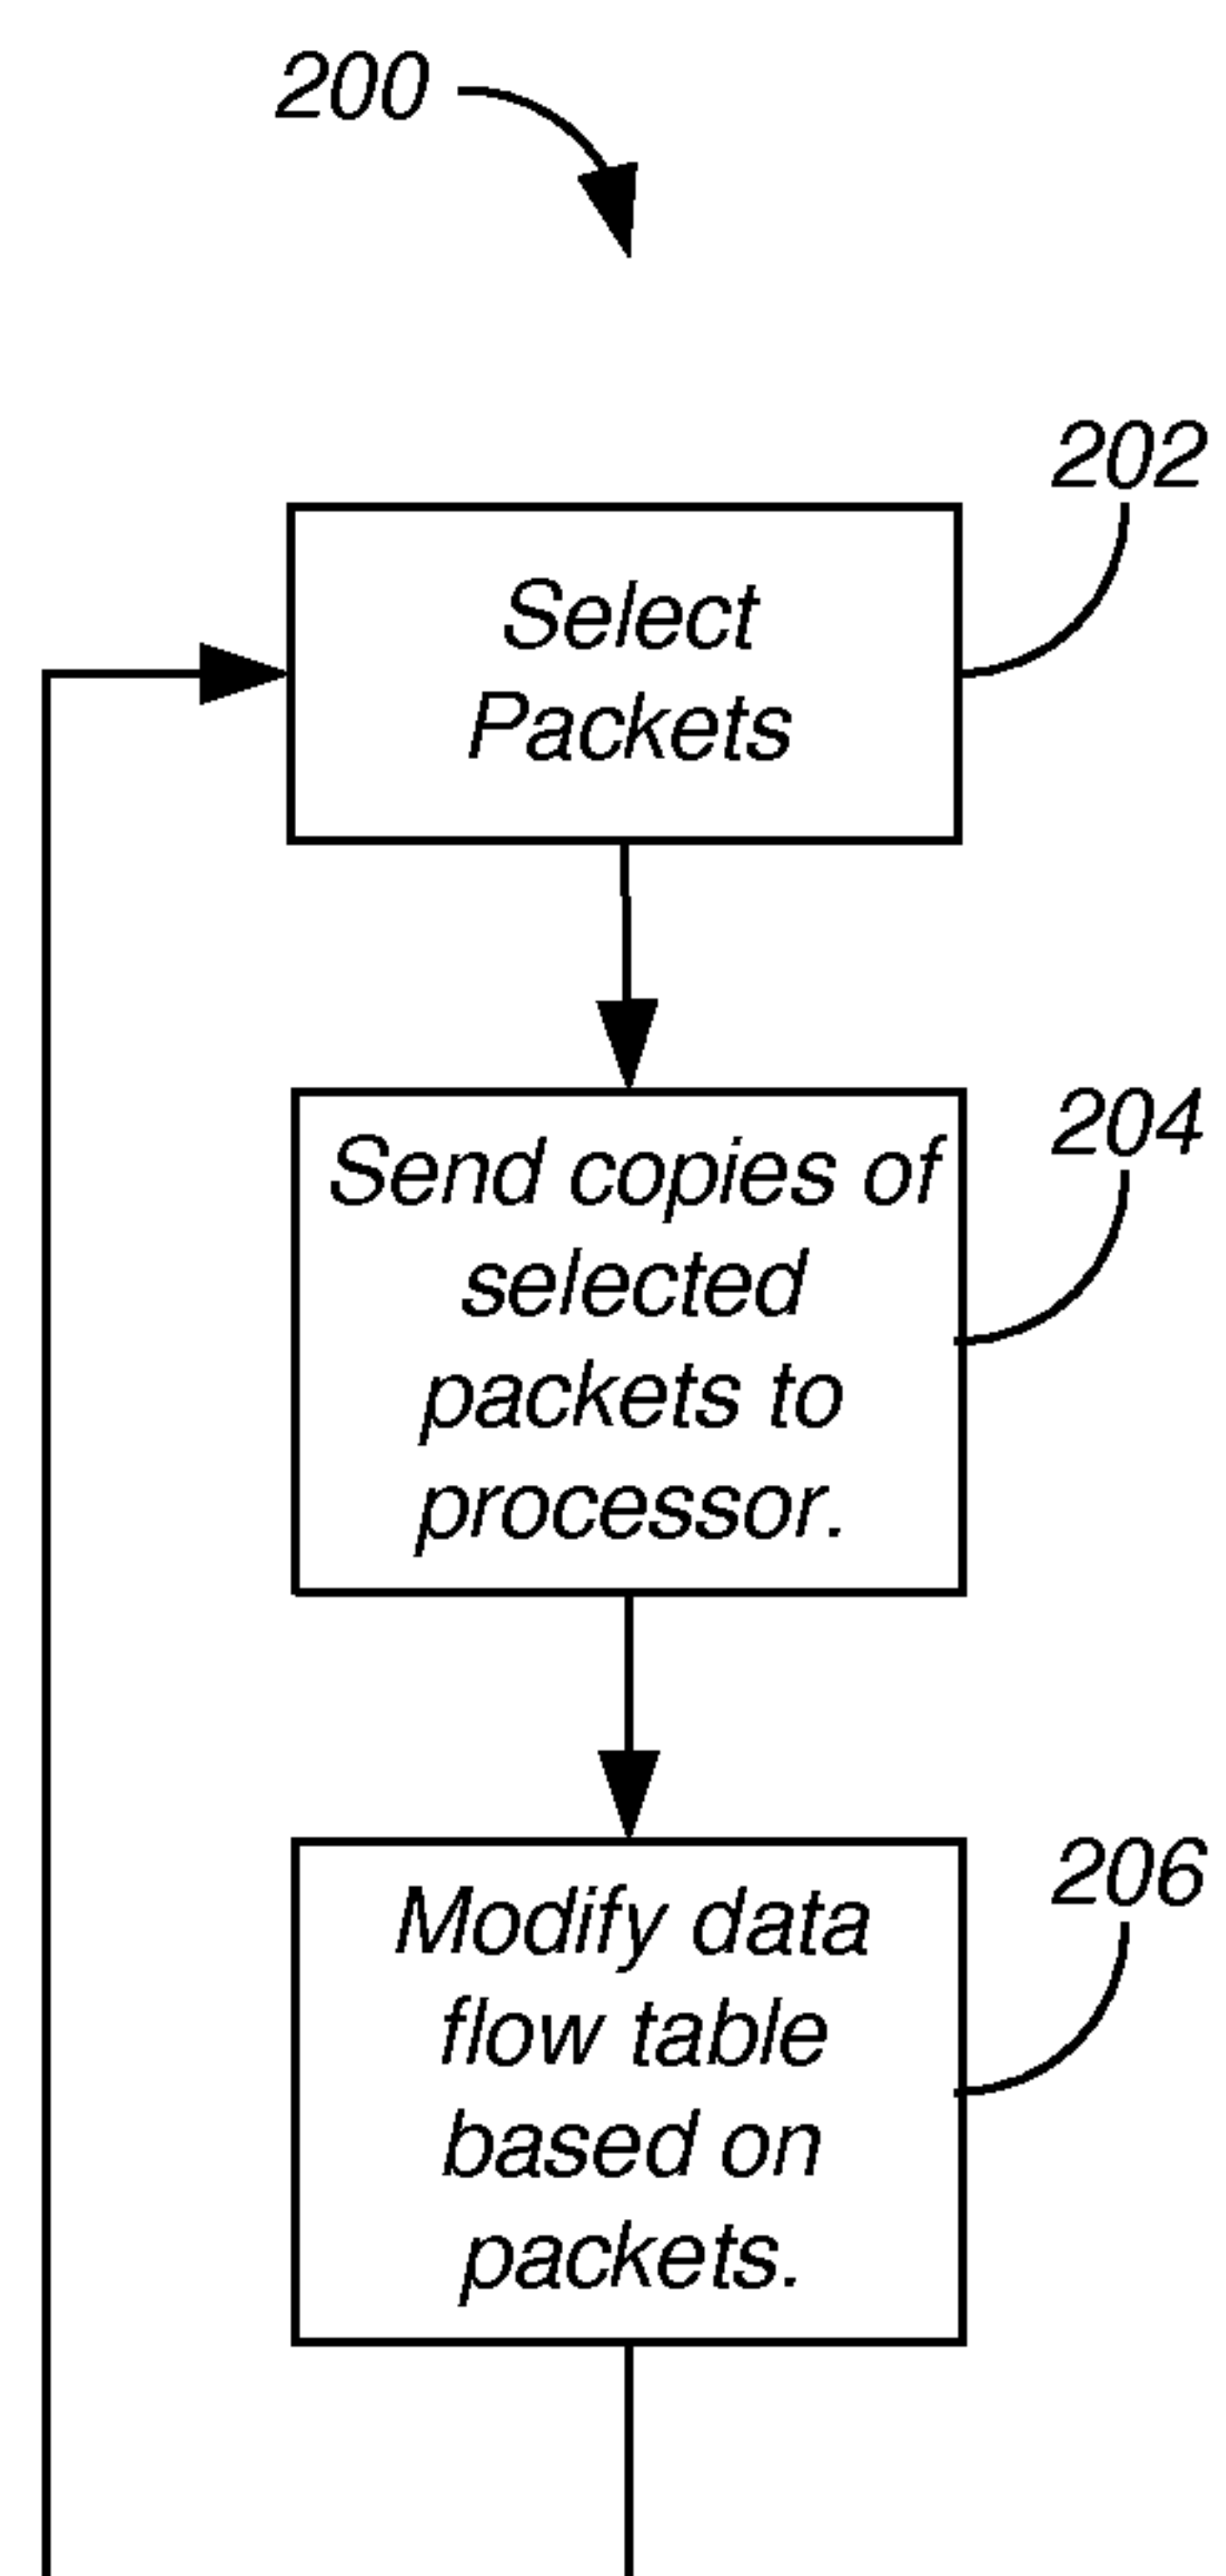 200
202
Select
Packets
204
Send copies of
selected
packets to
processor.
206
Modify data
flow table
based on
packets.